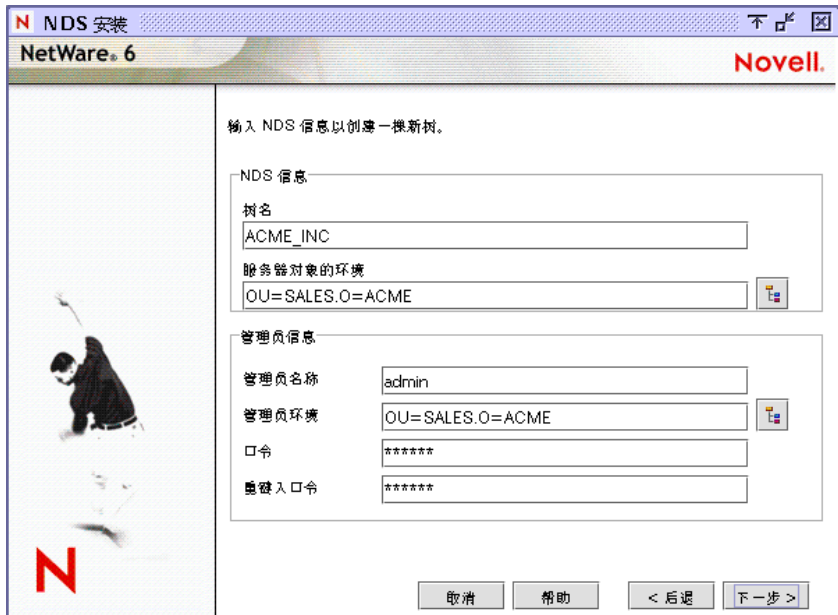 N NDS 安装
NetWare® 6
Novell.
输入 NDS 信息以创建一棵新树。
NDS 信息
树名
ACME_INC
服务器对象的环境
OU=SALES.O=ACME
管理员信息
管理员名称 admin
管理员环境 OU=SALES.O=ACME
口令 ******
重键入口令 ******
N
取消 帮助 < 后退 下一步 >